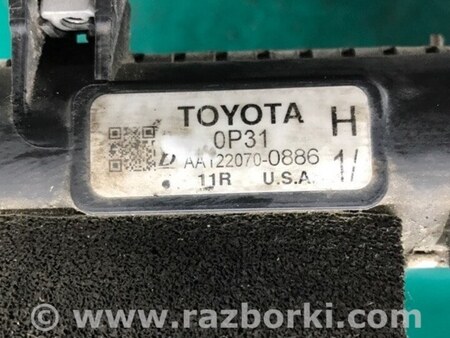 TOYOTA H
0P31
AA122070-0886 1/
11R U.S.A.
© www.razborki.com